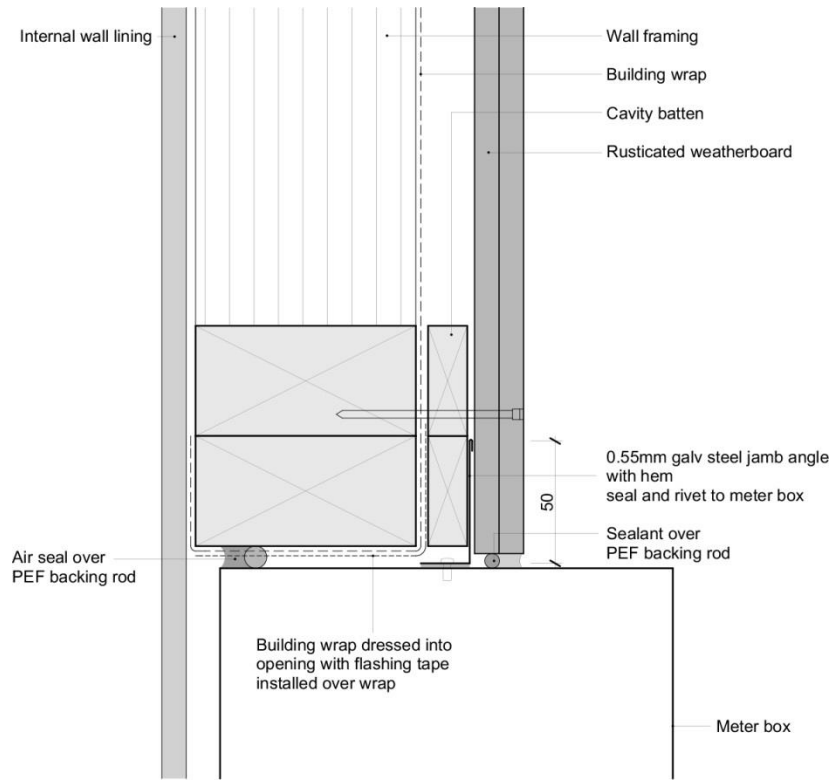 Internal wall lining
Wall framing
Building wrap
Cavity batten
Rusticated weatherboard
0.55mm galv steel jamb angle
with hem
seal and rivet to meter box
50
Sealant over
PEF backing rod
Air seal over
PEF backing rod
Building wrap dressed into
opening with flashing tape
installed over wrap
Meter box